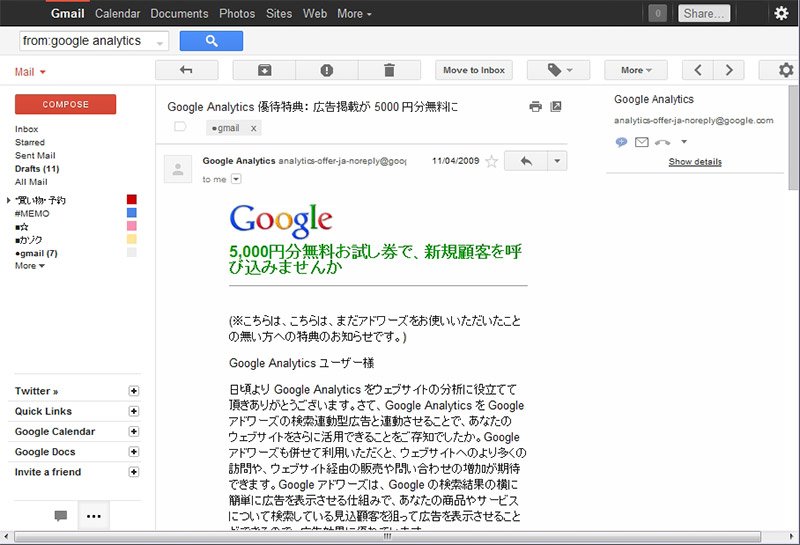 Gmail Calendar Documents Photos Sites Web More
0 Share…
from:google analytics
Mail
Move to Inbox
More
COMPOSE
Inbox
Starred
Sent Mail
Drafts (11)
All Mail
*買い物・予約
#MEMO
■☆
■カゾク
●gmail (7)
More
Twitter »
Quick Links
Google Calendar
Google Docs
Invite a friend
Google Analytics 優待特典: 広告掲載が 5000 円分無料に
●gmail x
Google Analytics analytics-offer-ja-noreply@goog
11/04/2009
to me
Google
5,000円分無料お試し券で、新規顧客を呼
び込みませんか
(※こちらは、こちらは、まだアドワーズをお使いいただいたこと
の無い方への特典のお知らせです。)
Google Analytics ユーザー様
日頃より Google Analytics をウェブサイトの分析に役立てて
頂きありがとうございます。さて、Google Analytics を Google
アドワーズの検索連動型広告と連動させることで、あなたの
ウェブサイトをさらに活用できることをご存知でしたか。Google
アドワーズも併せて利用いただくと、ウェブサイトへのより多くの
訪問や、ウェブサイト経由の販売や問い合わせの増加が期待
できます。Google アドワーズは、Google の検索結果の横に
簡単に広告を表示させる仕組みで、あなたの商品やサービス
について検索している見込顧客を狙って広告を表示させること
Google Analytics
analytics-offer-ja-noreply@google.com
Show details